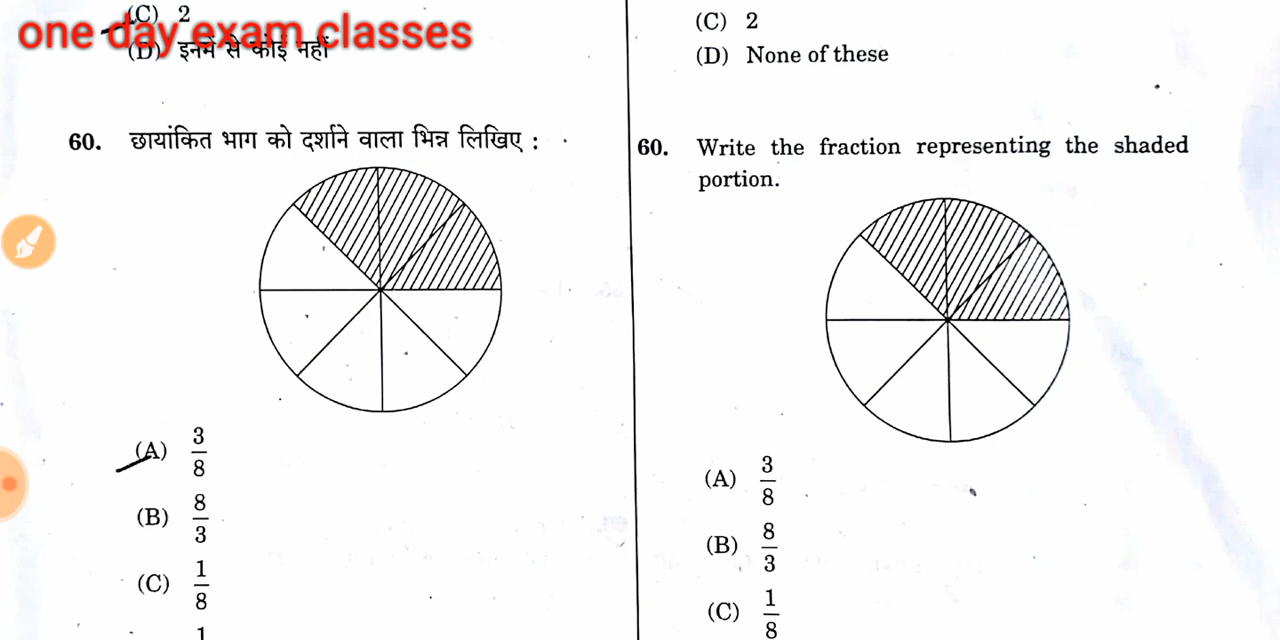 (C) 2
one day exam classes
(D) इनमें से कोई नहीं
60. छायांकित भाग को दर्शाने वाला भिन्न लिखिए :
(A) 3/8
(B) 8/3
(C) 1/8
1
(C) 2
(D) None of these
60. Write the fraction representing the shaded
portion.
(A) 3/8
(B) 8/3
(C) 1/8